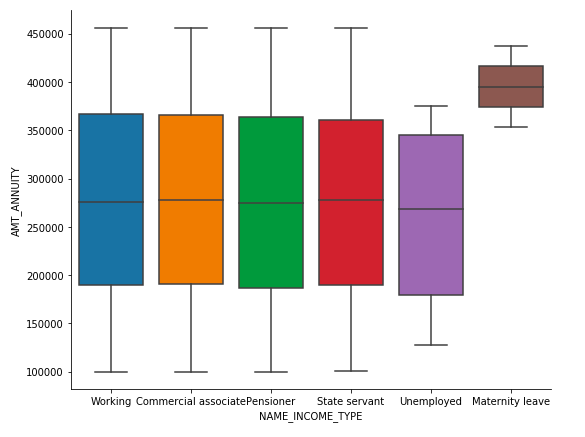 450000
400000
350000
300000
250000
200000
150000
100000
AMT_ANNUITY
Working Commercial associate Pensioner State servant Unemployed Maternity leave
NAME_INCOME_TYPE